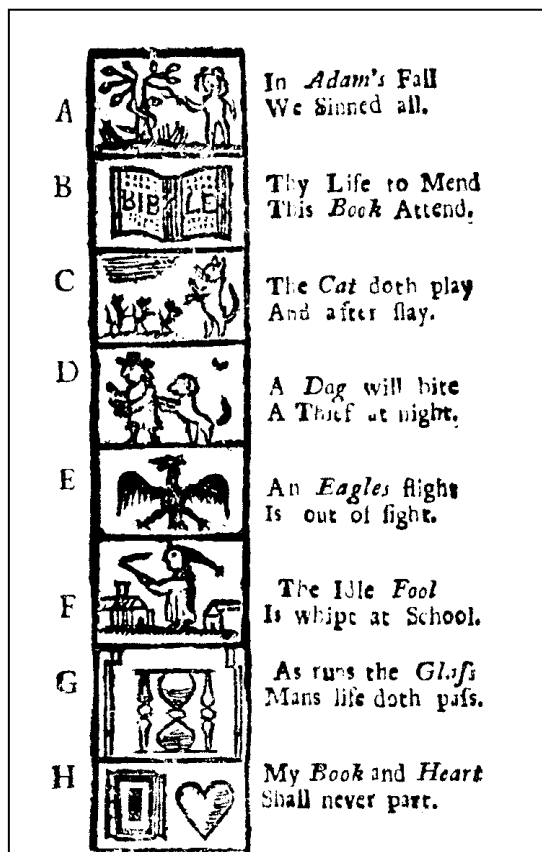 A
In Adam's Fall
We Sinned all.
B
BIBLE
Thy Life to Mend
This Book Attend.
C
The Cat doth play
And after slay.
D
A Dog will bite
A Thief at night.
E
An Eagles flight
Is out of sight.
F
The Idle Fool
Is whipt at School.
G
As runs the Glaſs
Mans life doth paſs.
H
My Book and Heart
Shall never part.